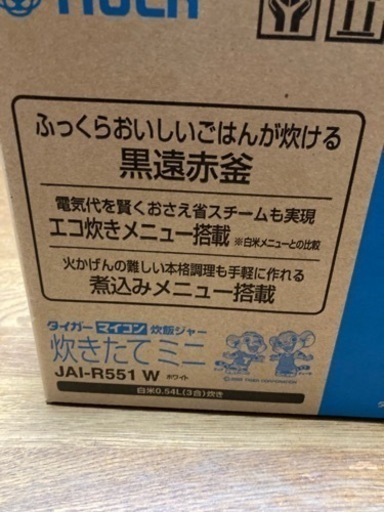 TIGER
ふっくらおいしいごはんが炊ける
黒遠赤釜
電気代を賢くおさえ省スチームも実現
エコ炊きメニュー搭載 ※白米メニューとの比較
火かげんの難しい本格調理も手軽に作れる
煮込みメニュー搭載
タイガー マイコン 炊飯ジャー
炊きたてミニ
JAI-R551 W ホワイト
白米0.54L(3合)炊き